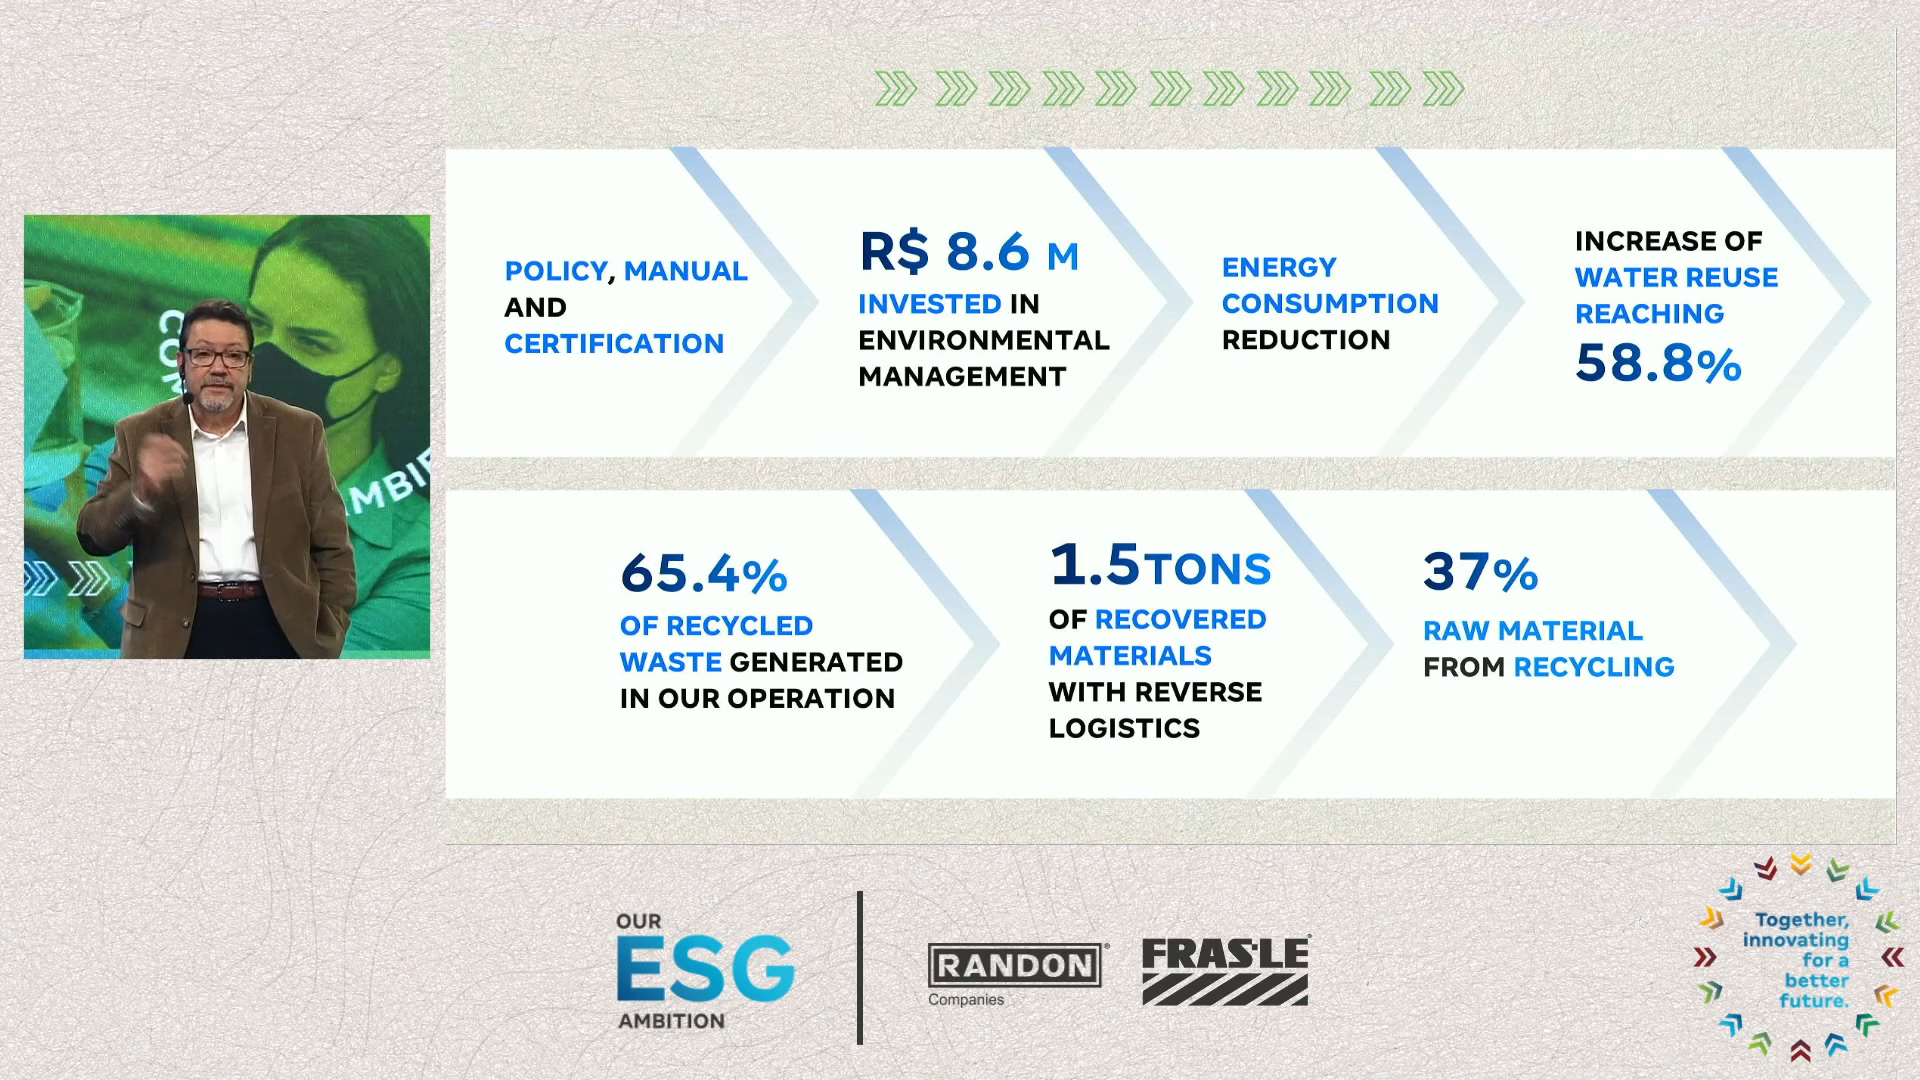 POLICY, MANUAL
AND
CERTIFICATION
R$ 8.6 M
INVESTED IN
ENVIRONMENTAL
MANAGEMENT
ENERGY
CONSUMPTION
REDUCTION
INCREASE OF
WATER REUSE
REACHING
58.8%
65.4%
OF RECYCLED
WASTE GENERATED
IN OUR OPERATION
1.5TONS
OF RECOVERED
MATERIALS
WITH REVERSE
LOGISTICS
37%
RAW MATERIAL
FROM RECYCLING
OUR
ESG
AMBITION
RANDON
Companies
FRAS-LE
Together,
innovating
for a
better
future.